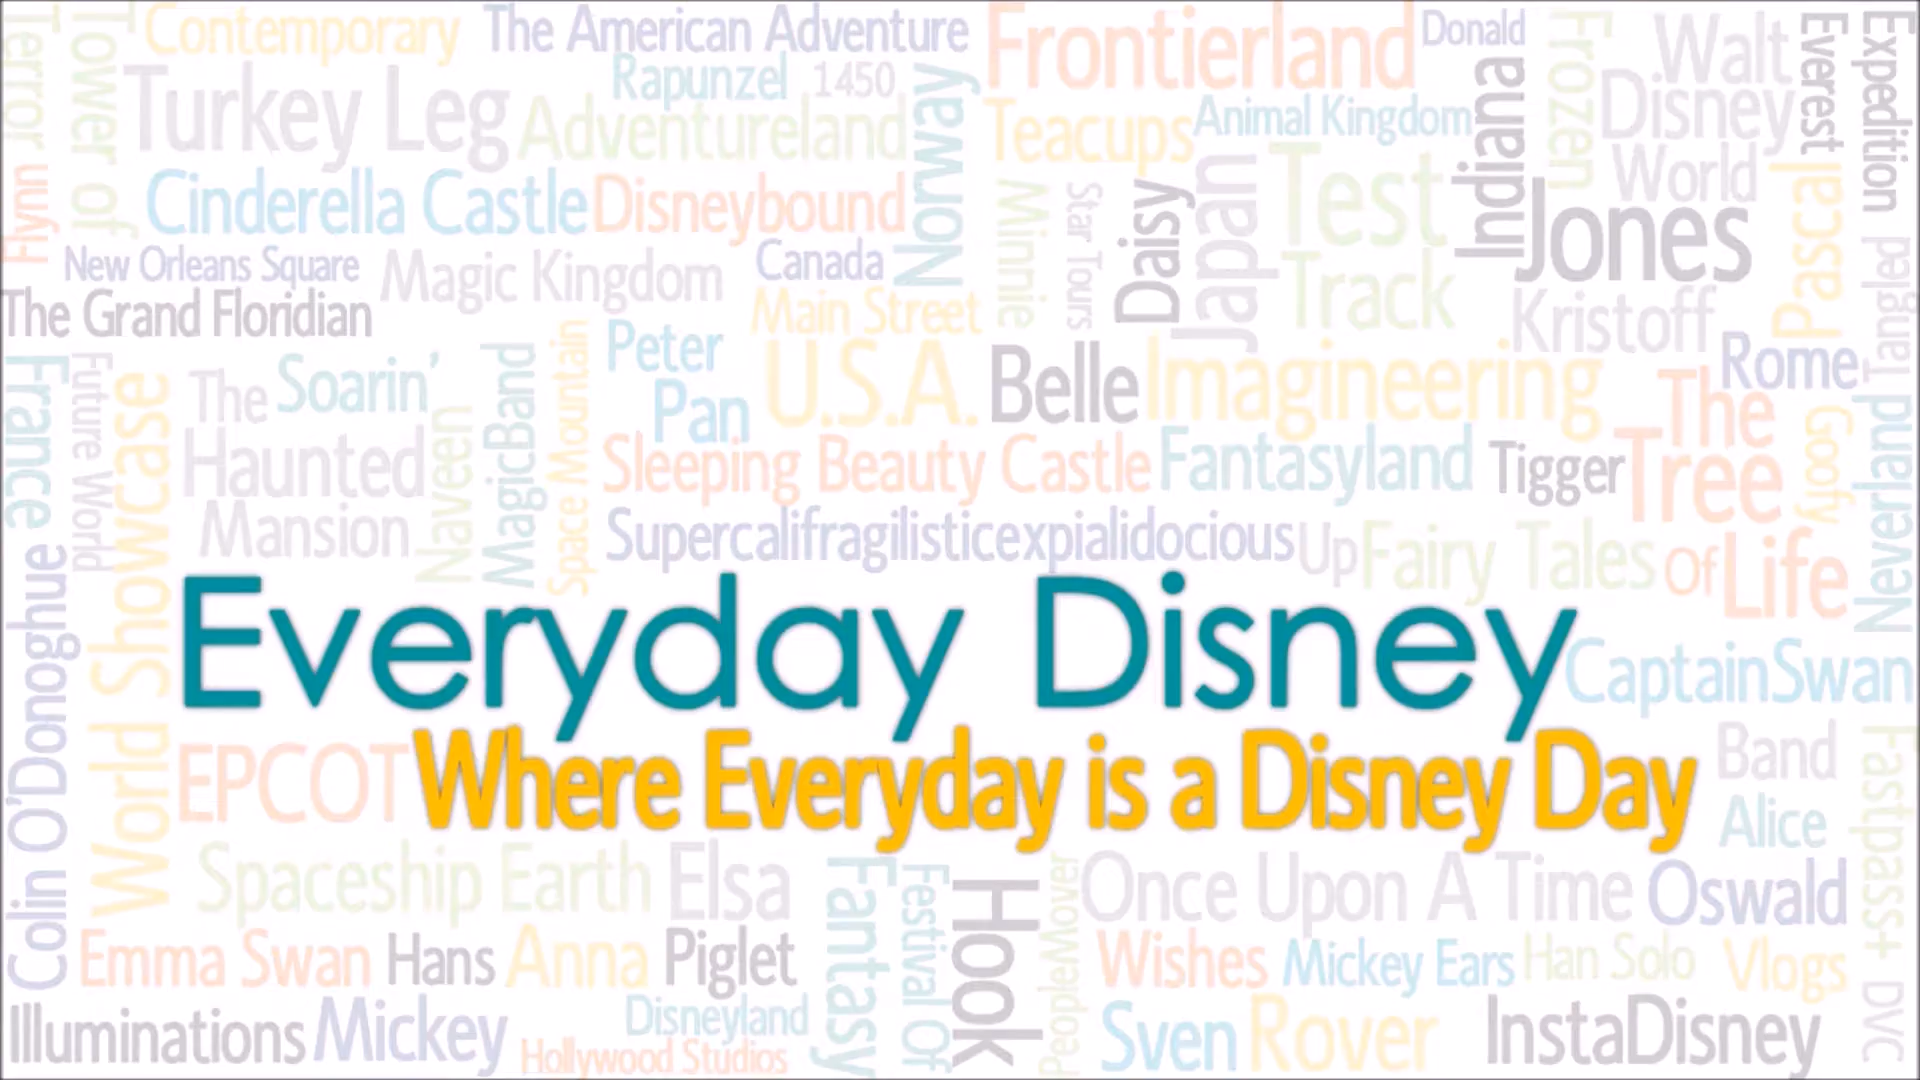 Terror
Tower of
Contemporary
The American Adventure
Frontierland
Donald
Frozen
Walt
Disney
World
Everest
Expedition
Turkey Leg
Rapunzel
1450
Adventureland
Norway
Teacups
Animal Kingdom
Indiana
Jones
Flynn
Cinderella Castle
Disneybound
Minnie
Star Tours
Daisy
Japan
Test
Track
Pascal
Tangled
New Orleans Square
Magic Kingdom
Canada
The Grand Floridian
Main Street
U.S.A.
Kristoff
Rome
France
Future World
World Showcase
The
Haunted
Mansion
Soarin’
Naveen
MagicBand
Space Mountain
Peter
Pan
Belle
Imagineering
The
Tree
Of
Life
Goofy
Neverland
Sleeping Beauty Castle
Fantasyland
Tigger
Supercalifragilisticexpialidocious
Up
Fairy Tales
Everyday Disney
CaptainSwan
Colin O'Donoghue
EPCOT
Where Everyday is a Disney Day
Band
Alice
Fastpass+
Spaceship Earth
Elsa
Fantasy
Festival Of
Hook
PeopleMover
Once Upon A Time
Oswald
Emma Swan
Hans
Anna
Piglet
Wishes
Mickey Ears
Han Solo
Vlogs
Illuminations
Mickey
Disneyland
Hollywood Studios
Sven
Rover
InstaDisney
DVC